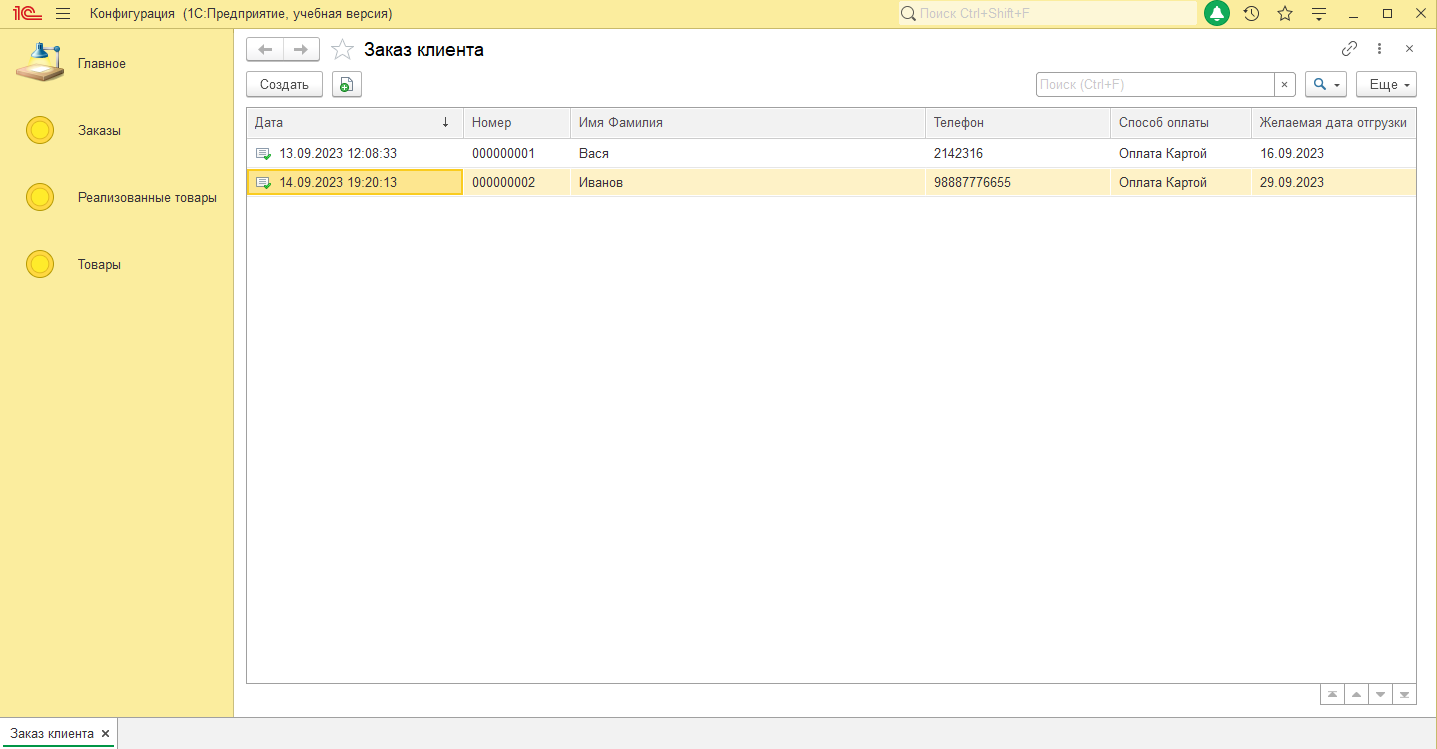 1С Конфигурация (1С:Предприятие, учебная версия) Поиск Ctrl+Shift+F
Главное
Заказы
Реализованные товары
Товары
Заказ клиента
Создать Поиск (Ctrl+F) × Еще
Дата ↓ Номер Имя Фамилия Телефон Способ оплаты Желаемая дата отгрузки
13.09.2023 12:08:33 000000001 Вася 2142316 Оплата Картой 16.09.2023
14.09.2023 19:20:13 000000002 Иванов 98887776655 Оплата Картой 29.09.2023
Заказ клиента ×